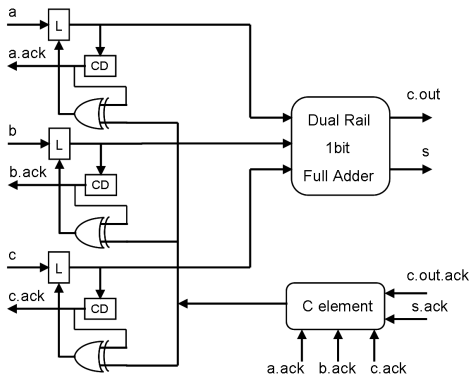 a
L
a.ack
CD
b
L
b.ack
CD
c
L
c.ack
CD
Dual Rail
1bit
Full Adder
c.out
s
C element
c.out.ack
s.ack
a.ack
b.ack
c.ack